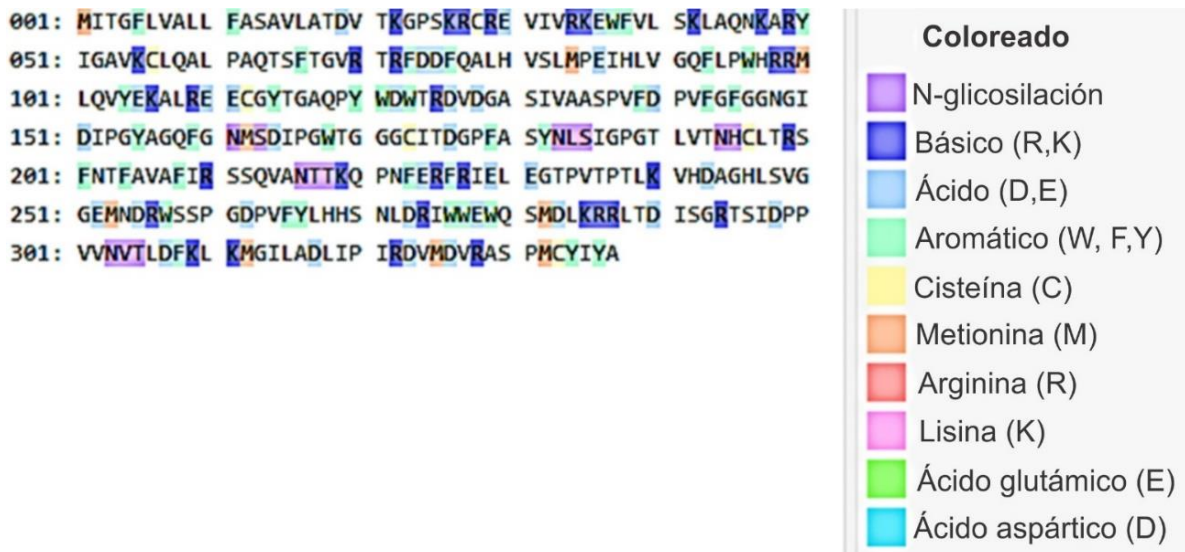 001: MITGFLVALL FASAVLATDV TKGPSKRCRE VIVRKEWFVL SKLAQNKARY
051: IGAVKCLQAL PAQTSFTGVR TRFDDFQALH VSLMPEIHLV GQFLPWHRRM
101: LQVYEKALRE ECGYTGAQPY WDWTRDVDGA SIVAASPVFD PVFGFGGNGI
151: DIPGYAGQFG NMSDIPGWTG GGCITDGPFA SYNLSIGPGT LVTNHCLTRS
201: FNTFAVAFIR SSQVANTTKQ PNFERFRIEL EGTPVTPTLK VHDAGHLSVG
251: GEMNDRWSSP GDPVFYLHHS NLDRIWWEWQ SMDLKRRLTD ISGRTSIDPP
301: VVNVTLDFKL KMGILADLIP IRDVMDVRAS PMCYIYA
Coloreado
N-glicosilación
Básico (R,K)
Ácido (D,E)
Aromático (W, F,Y)
Cisteína (C)
Metionina (M)
Arginina (R)
Lisina (K)
Ácido glutámico (E)
Ácido aspártico (D)